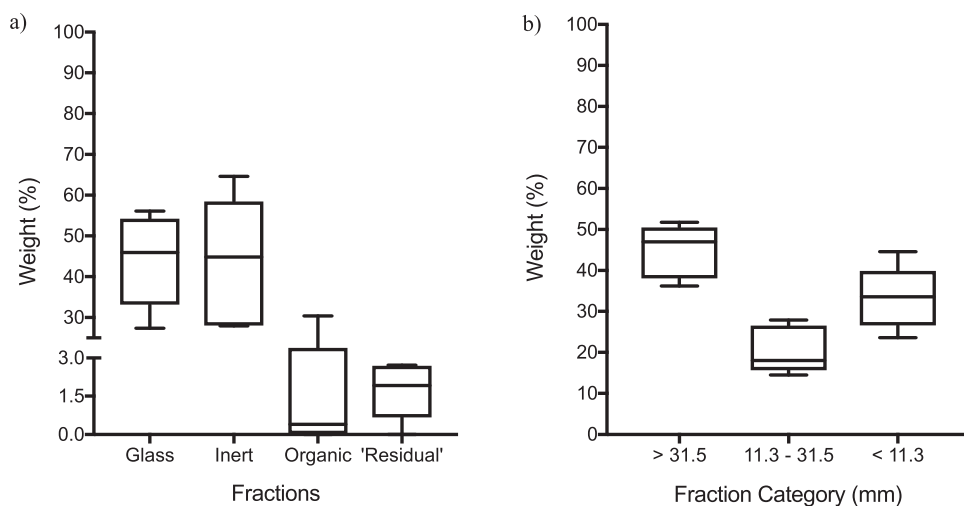 a)
100
90
80
70
60
50
40
30
3.0
1.5
0.0
Weight (%)
Glass Inert Organic 'Residual'
Fractions
b)
100
90
80
70
60
50
40
30
20
10
0
Weight (%)
> 31.5 11.3 - 31.5 < 11.3
Fraction Category (mm)